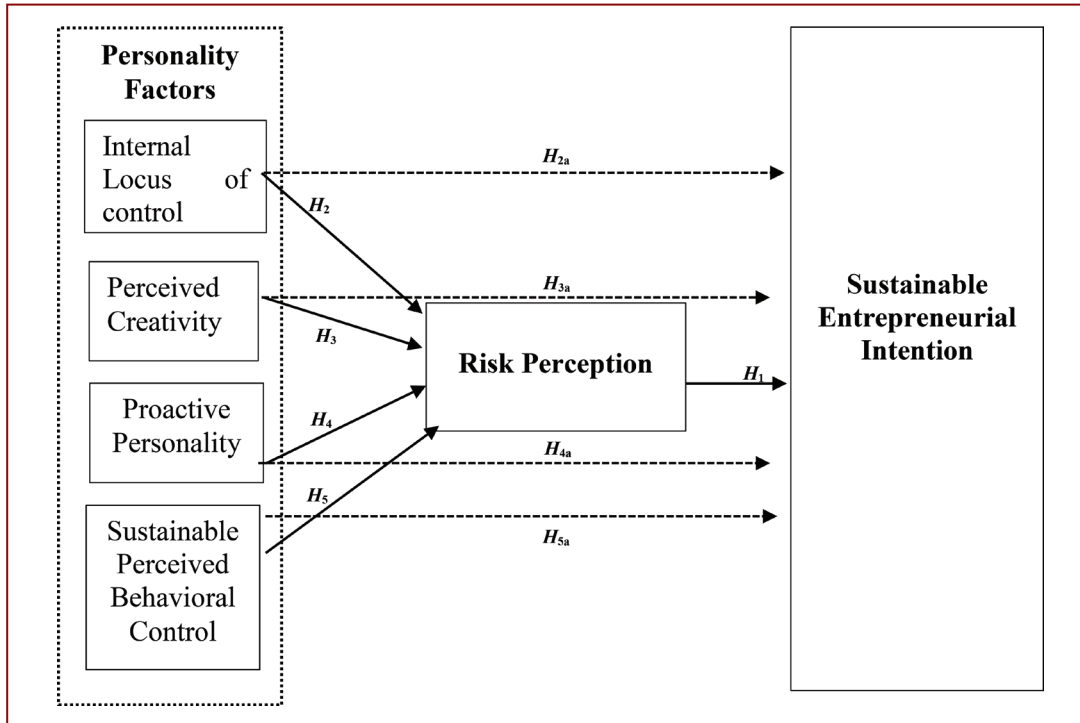 Personality
Factors
Internal
Locus of
control
Perceived
Creativity
Proactive
Personality
Sustainable
Perceived
Behavioral
Control
H2a
H2
H3a
H3
H4
H4a
H5
H5a
Risk Perception
H1
Sustainable
Entrepreneurial
Intention